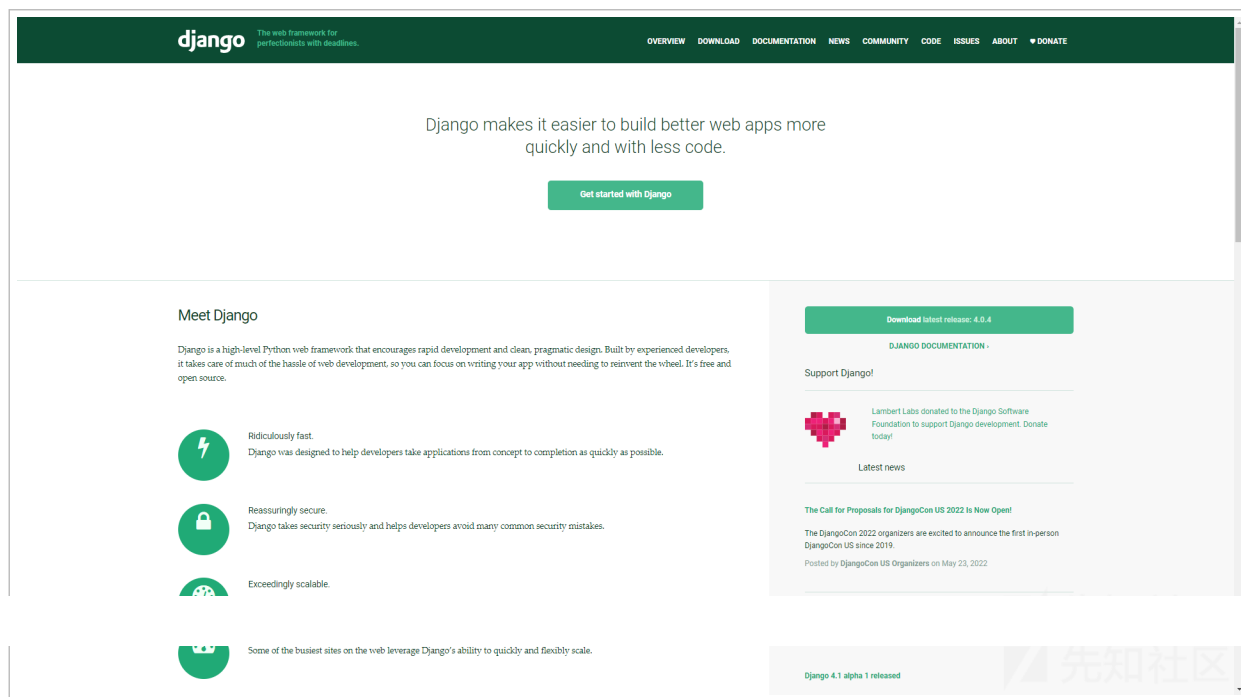 django
The web framework for
perfectionists with deadlines.
OVERVIEW DOWNLOAD DOCUMENTATION NEWS COMMUNITY CODE ISSUES ABOUT ♥ DONATE
Django makes it easier to build better web apps more
quickly and with less code.
Get started with Django
Meet Django
Django is a high-level Python web framework that encourages rapid development and clean, pragmatic design. Built by experienced developers,
it takes care of much of the hassle of web development, so you can focus on writing your app without needing to reinvent the wheel. It's free and
open source.
Ridiculously fast.
Django was designed to help developers take applications from concept to completion as quickly as possible.
Reassuringly secure.
Django takes security seriously and helps developers avoid many common security mistakes.
Exceedingly scalable.
Some of the busiest sites on the web leverage Django's ability to quickly and flexibly scale.
Download latest release: 4.0.4
DJANGO DOCUMENTATION ›
Support Django!
Lambert Labs donated to the Django Software
Foundation to support Django development. Donate
today!
Latest news
The Call for Proposals for DjangoCon US 2022 Is Now Open!
The DjangoCon 2022 organizers are excited to announce the first in-person
DjangoCon US since 2019.
Posted by DjangoCon US Organizers on May 23, 2022
Django 4.1 alpha 1 released
先知社区